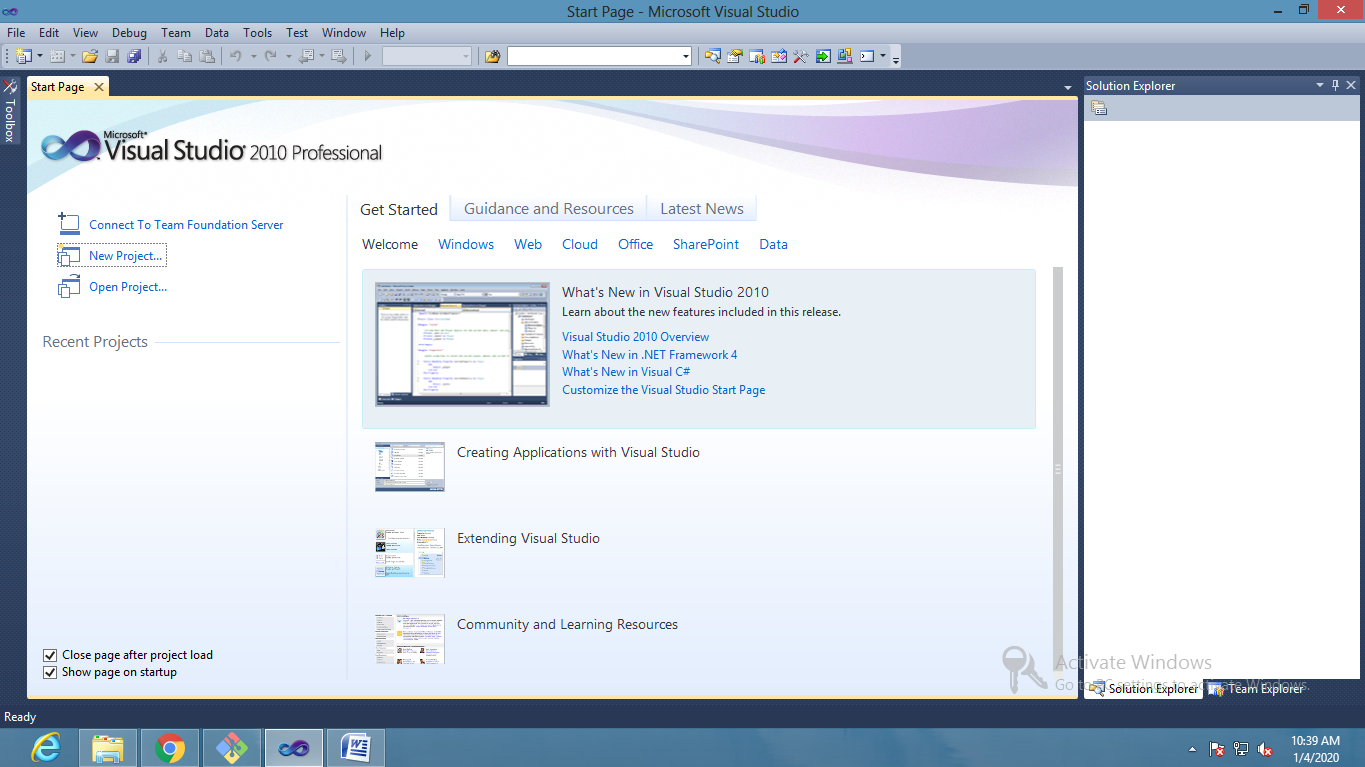 Start Page - Microsoft Visual Studio
File Edit View Debug Team Data Tools Test Window Help
Start Page
Solution Explorer
Toolbox
Microsoft®
Visual Studio® 2010 Professional
Connect To Team Foundation Server
New Project...
Open Project...
Recent Projects
Get Started Guidance and Resources Latest News
Welcome Windows Web Cloud Office SharePoint Data
What's New in Visual Studio 2010
Learn about the new features included in this release.
Visual Studio 2010 Overview
What's New in .NET Framework 4
What's New in Visual C#
Customize the Visual Studio Start Page
Creating Applications with Visual Studio
Extending Visual Studio
Community and Learning Resources
Close page after project load
Show page on startup
Activate Windows
Go to PC settings to activate Windows.
Solution Explorer Team Explorer
Ready
10:39 AM
1/4/2020